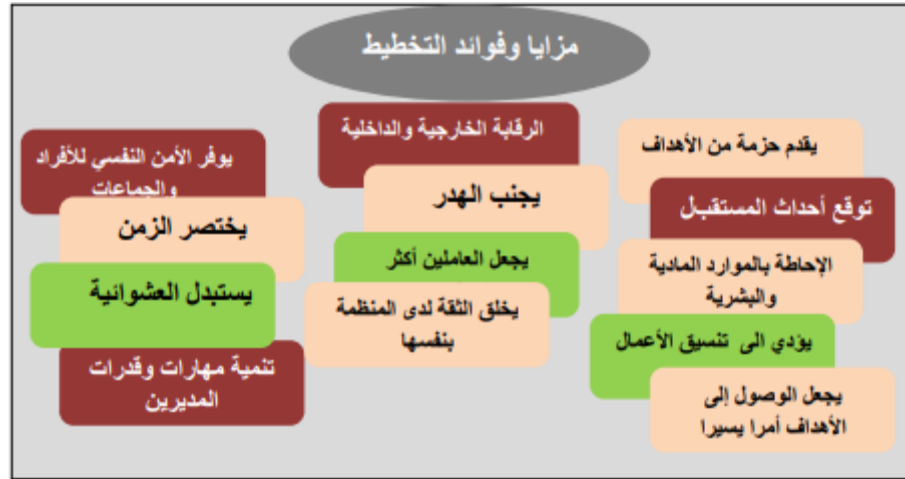 مزايا وفوائد التخطيط
يقدم حزمة من الأهداف
توقع أحداث المستقبل
الإحاطة بالموارد المادية
والبشرية
يؤدي الى تنسيق الأعمال
يجعل الوصول إلى
الأهداف أمرا يسيرا
الرقابة الخارجية والداخلية
يجنب الهدر
يجعل العاملين أكثر
يخلق الثقة لدى المنظمة
بنفسها
يوفر الأمن النفسي للأفراد
والجماعات
يختصر الزمن
يستبدل العشوائية
تنمية مهارات وقدرات
المديرين